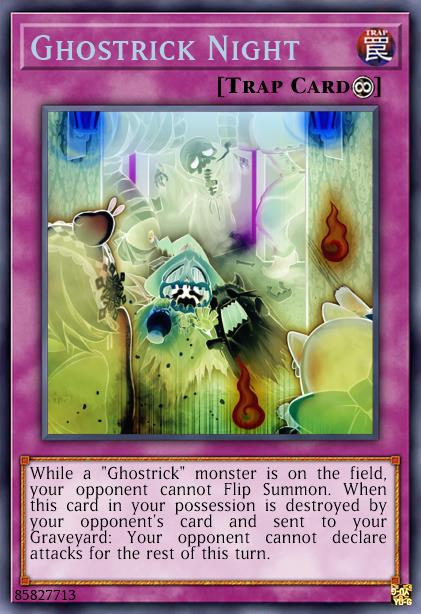 Ghostrick Night
TRAP
罠
[Trap Card]
While a "Ghostrick" monster is on the field,
your opponent cannot Flip Summon. When
this card in your possession is destroyed by
your opponent's card and sent to your
Graveyard: Your opponent cannot declare
attacks for the rest of this turn.
85827713